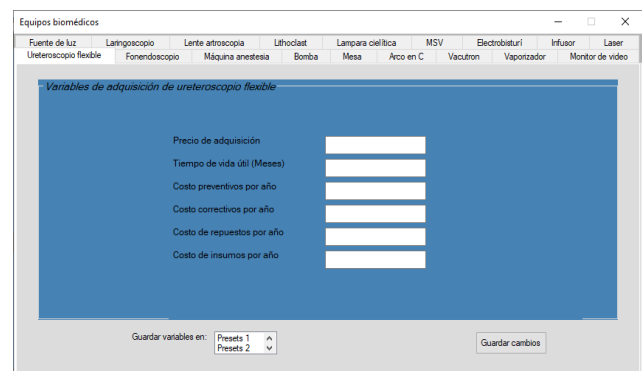 Equipos biomédicos
Fuente de luz Laringoscopio Lente artroscopia Lithoclast Lampara cielítica MSV Electrobisturí Infusor Laser
Ureteroscopio flexible Fonendoscopio Máquina anestesia Bomba Mesa Arco en C Vacutron Vaporizador Monitor de video
Variables de adquisición de ureteroscopio flexible
Precio de adquisición
Tiempo de vida útil (Meses)
Costo preventivos por año
Costo correctivos por año
Costo de repuestos por año
Costo de insumos por año
Guardar variables en: Presets 1
Presets 2
Guardar cambios